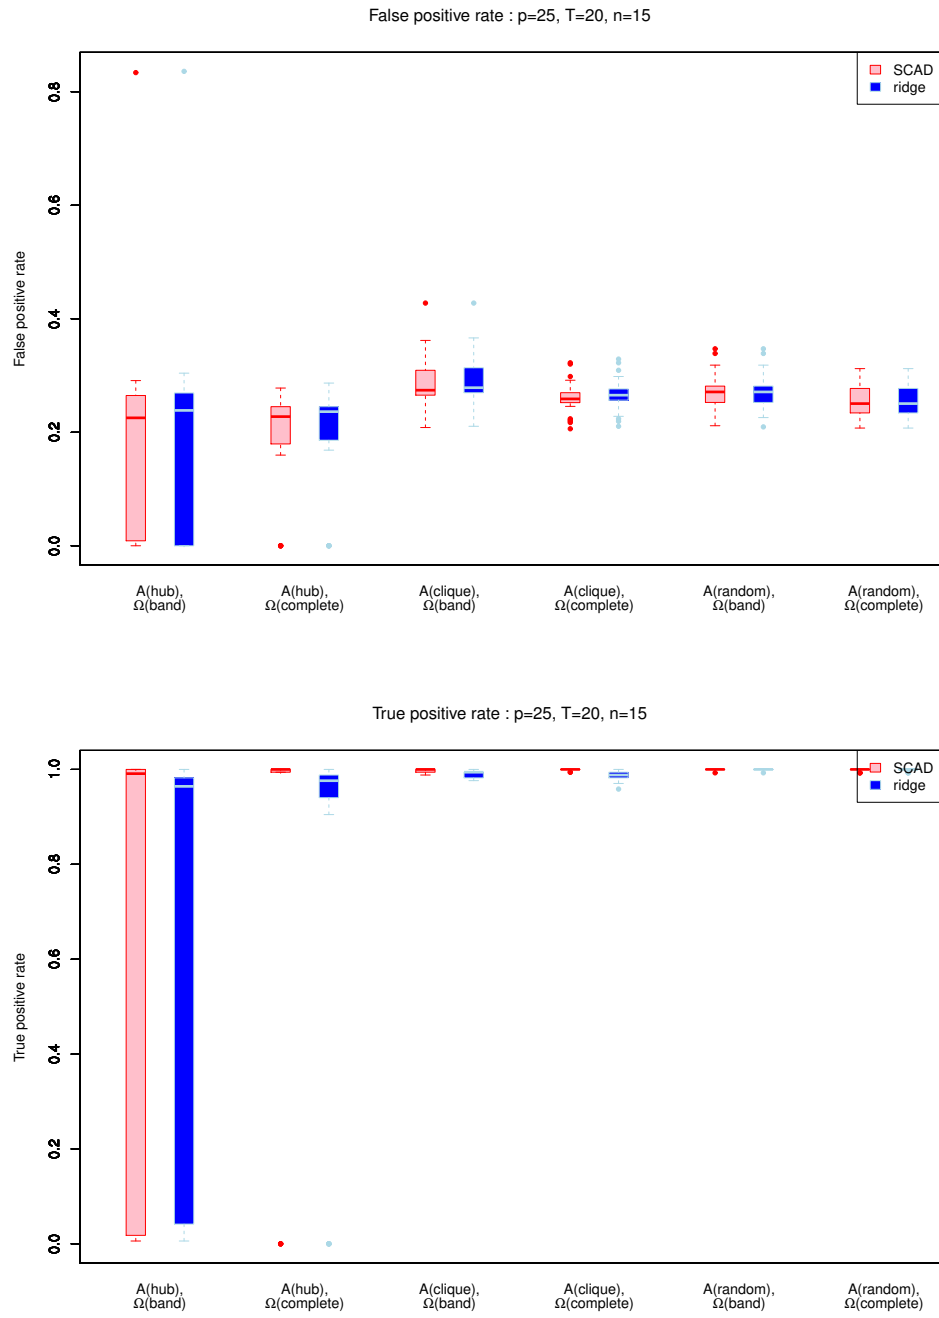 False positive rate : p=25, T=20, n=15
SCAD
ridge
False positive rate
0.8
0.6
0.4
0.2
0.0
A(hub), Ω(band)
A(hub), Ω(complete)
A(clique), Ω(band)
A(clique), Ω(complete)
A(random), Ω(band)
A(random), Ω(complete)
True positive rate : p=25, T=20, n=15
SCAD
ridge
True positive rate
1.0
0.8
0.6
0.4
0.2
0.0
A(hub), Ω(band)
A(hub), Ω(complete)
A(clique), Ω(band)
A(clique), Ω(complete)
A(random), Ω(band)
A(random), Ω(complete)